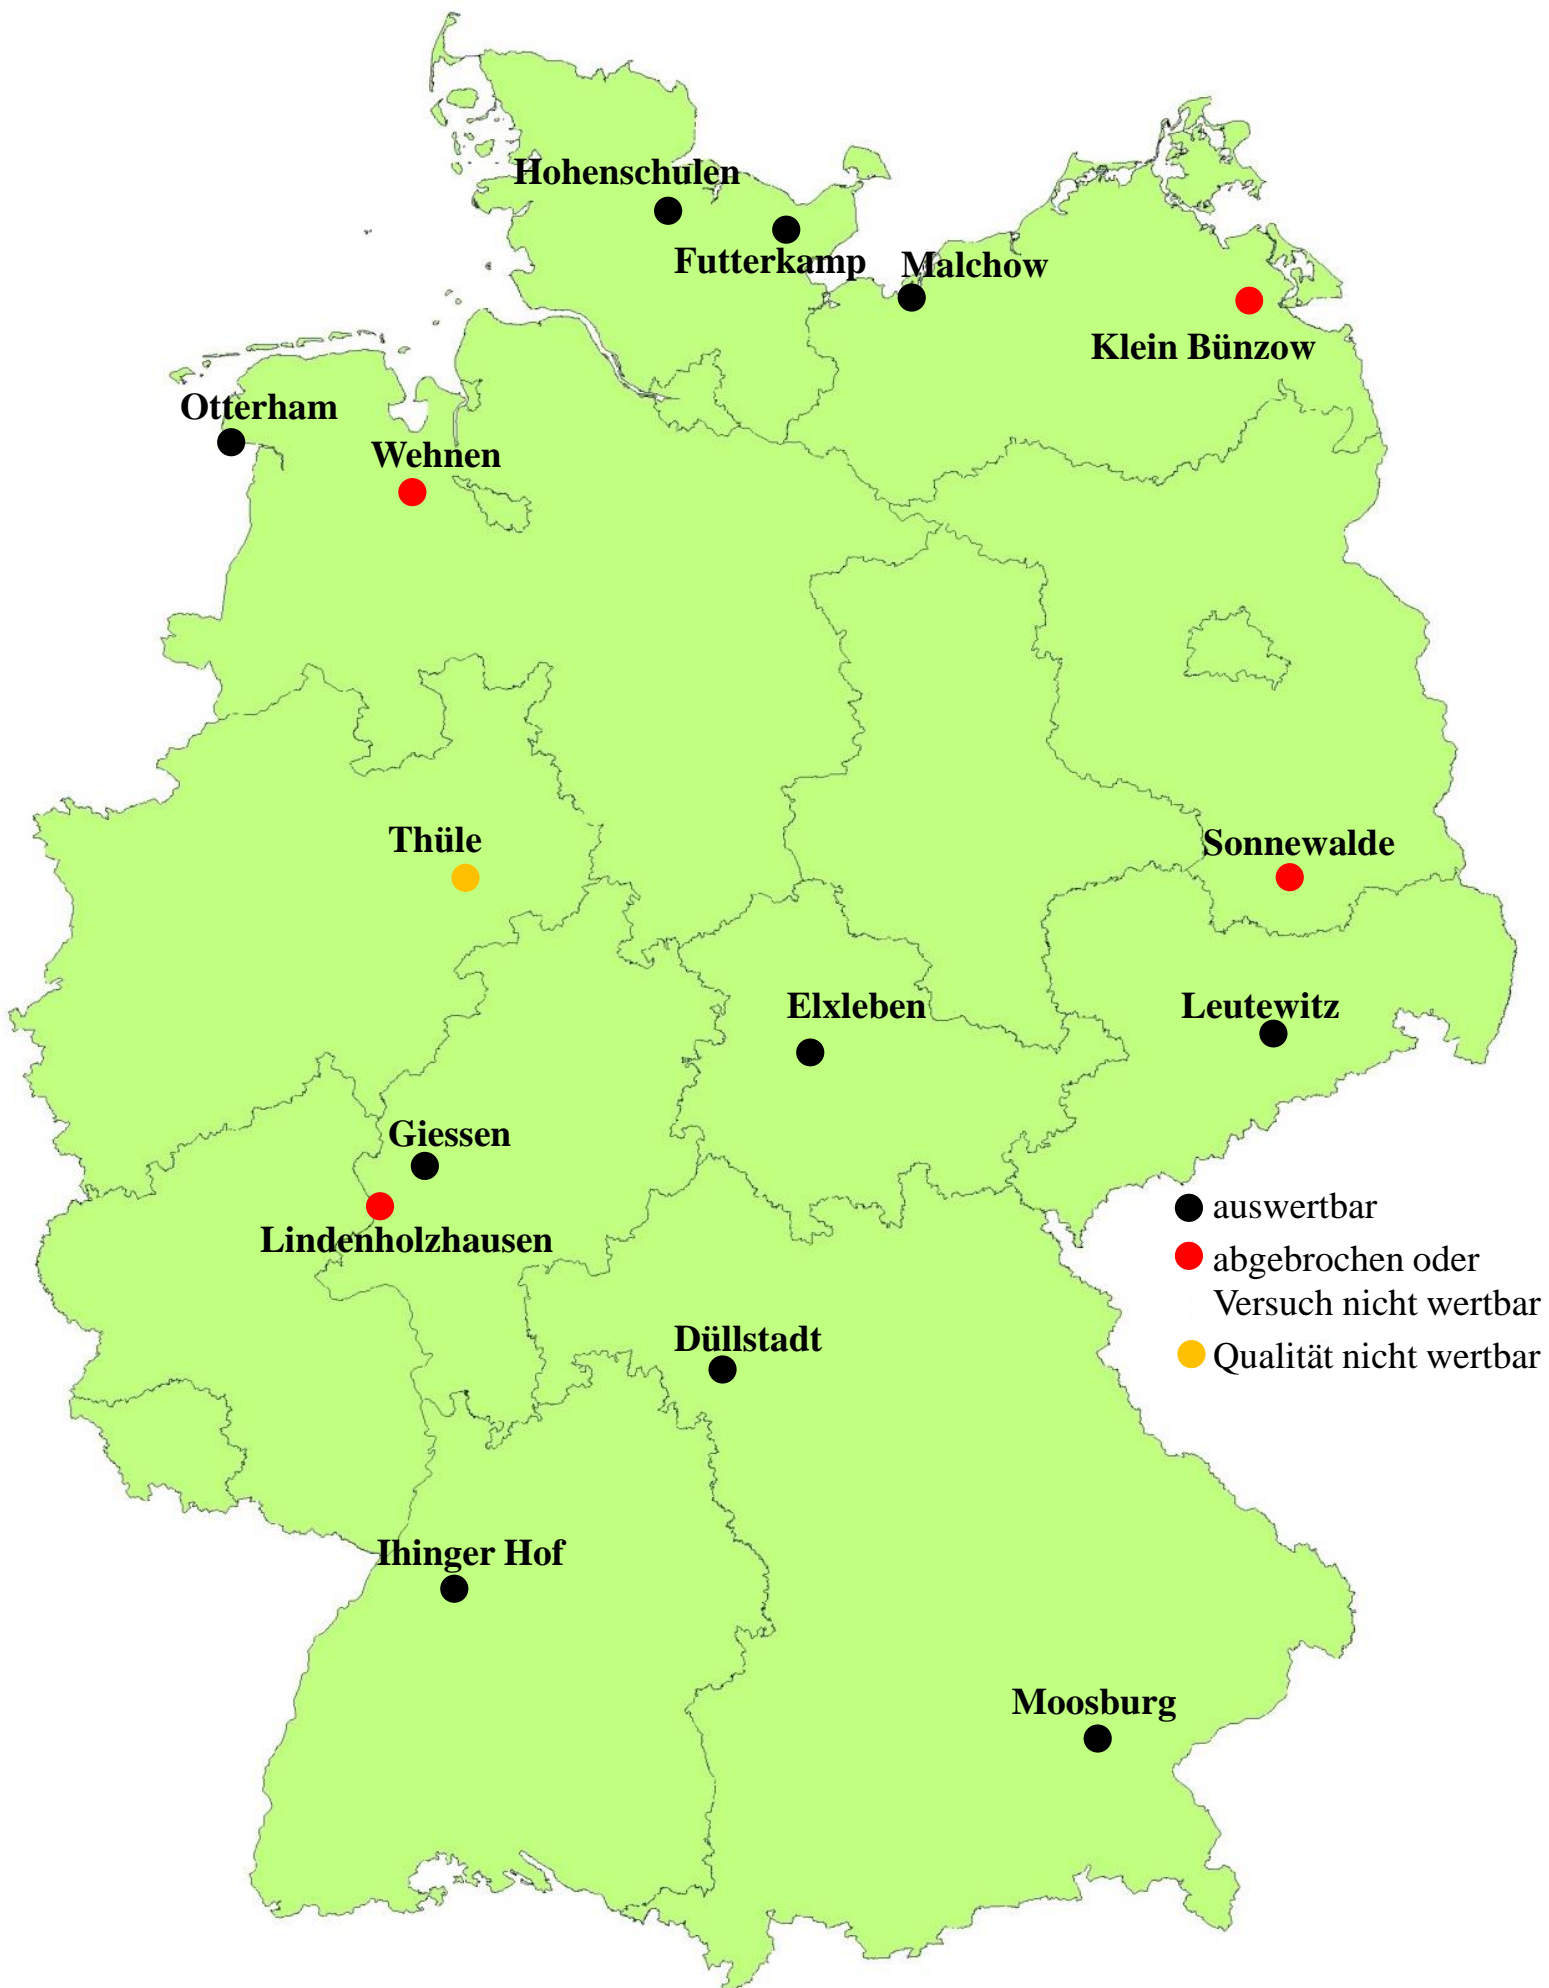 Hohenschulen
Futterkamp
Malchow
Klein Bünzow
Otterham
Wehnen
Thüle
Sonnewalde
Elxleben
Leutewitz
Giessen
Lindenholzhausen
auswertbar
abgebrochen oder
Versuch nicht wertbar
Qualität nicht wertbar
Düllstadt
Ihinger Hof
Moosburg